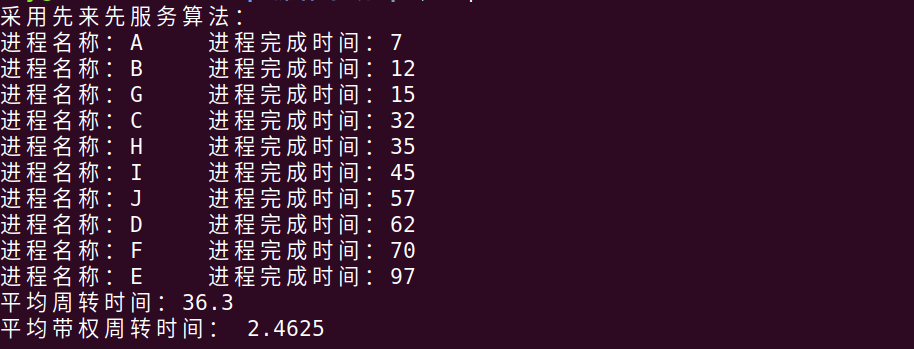 采用先来先服务算法:
进程名称: A 进程完成时间: 7
进程名称: B 进程完成时间: 12
进程名称: G 进程完成时间: 15
进程名称: C 进程完成时间: 32
进程名称: H 进程完成时间: 35
进程名称: I 进程完成时间: 45
进程名称: J 进程完成时间: 57
进程名称: D 进程完成时间: 62
进程名称: F 进程完成时间: 70
进程名称: E 进程完成时间: 97
平均周转时间: 36.3
平均带权周转时间: 2.4625